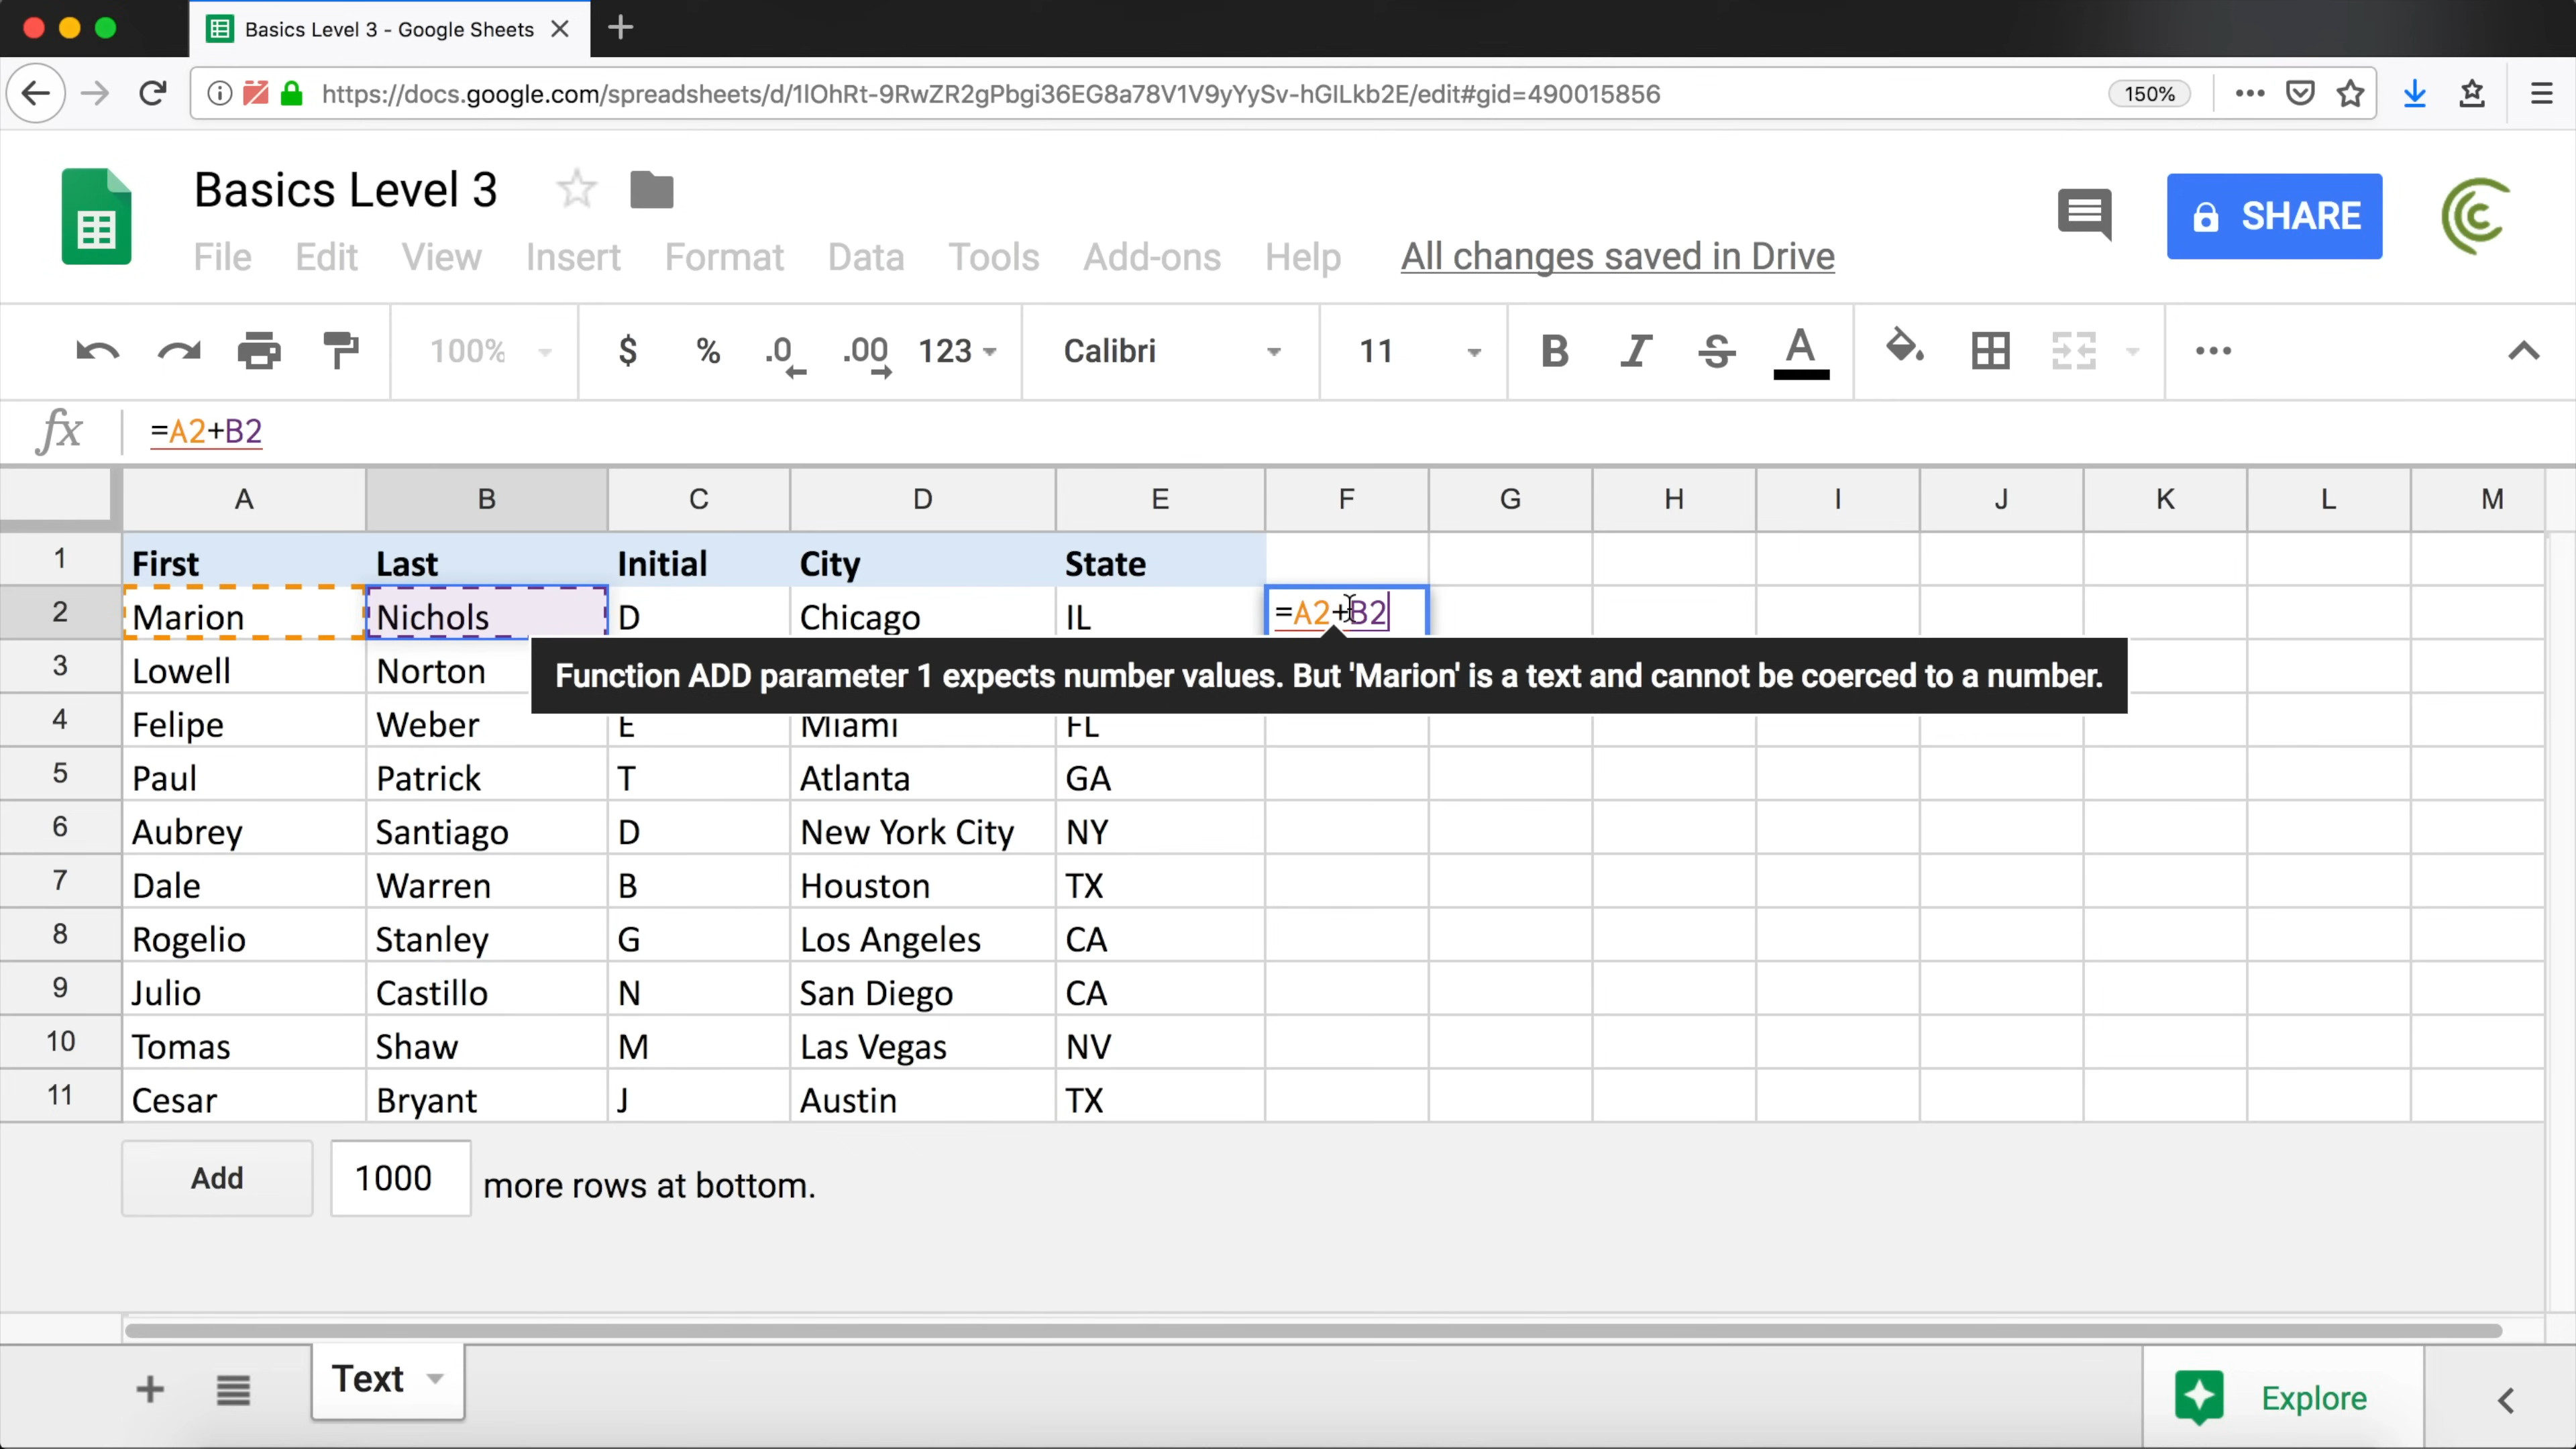 Basics Level 3 - Google Sheets
https://docs.google.com/spreadsheets/d/1lOhRt-9RwZR2gPbgi36EG8a78V1V9yYySv-hGlLkb2E/edit#gid=490015856
150%
Basics Level 3
File Edit View Insert Format Data Tools Add-ons Help All changes saved in Drive
SHARE
100% $ % .0 .00 123 Calibri 11 B I S A
fx =A2+B2
A B C D E F G H I J K L M
1 First Last Initial City State
2 Marion Nichols D Chicago IL =A2+B2
Function ADD parameter 1 expects number values. But 'Marion' is a text and cannot be coerced to a number.
3 Lowell Norton
4 Felipe Weber E Miami FL
5 Paul Patrick T Atlanta GA
6 Aubrey Santiago D New York City NY
7 Dale Warren B Houston TX
8 Rogelio Stanley G Los Angeles CA
9 Julio Castillo N San Diego CA
10 Tomas Shaw M Las Vegas NV
11 Cesar Bryant J Austin TX
Add 1000 more rows at bottom.
Text
Explore